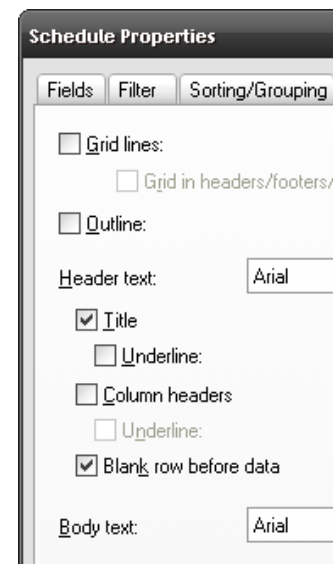 Schedule Properties
Fields Filter Sorting/Grouping
Grid lines:
Grid in headers/footers/
Outline:
Header text: Arial
Title
Underline:
Column headers
Underline:
Blank row before data
Body text: Arial